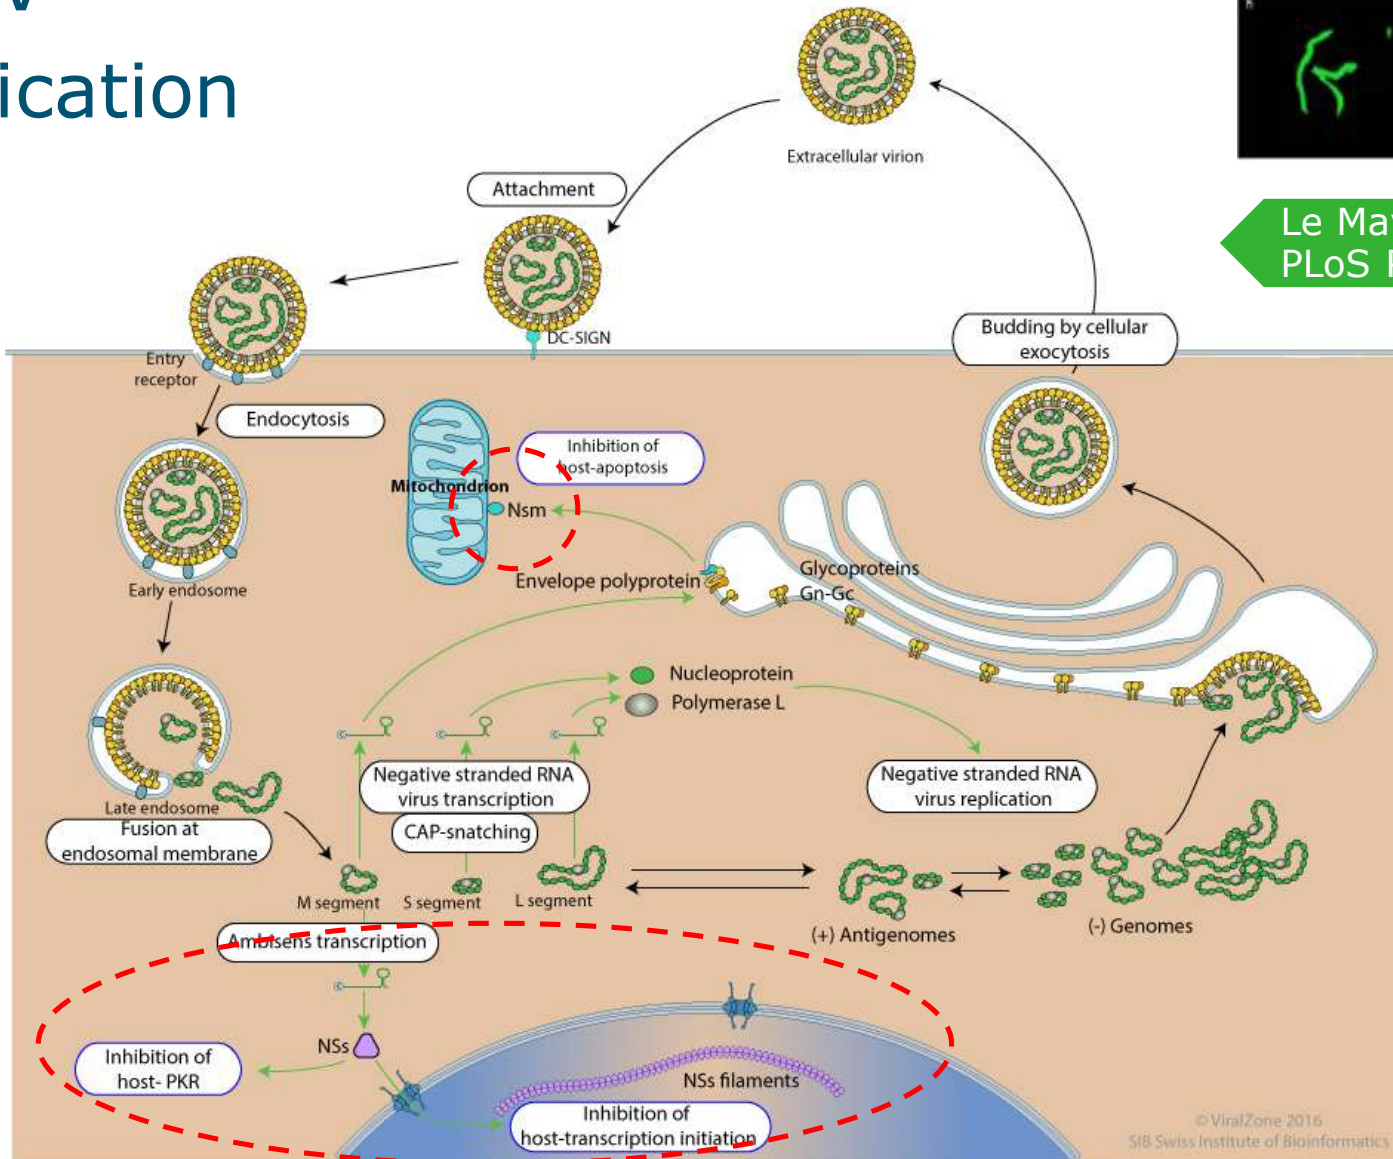 ication
Le Ma
PLoS
Extracellular virion
Attachment
DC-SIGN
Budding by cellular
exocytosis
Entry
receptor
Endocytosis
Inhibition of
host-apoptosis
Mitochondrion
Nsm
Early endosome
Envelope polyprotein
Glycoproteins
Gn-Gc
Nucleoprotein
Polymerase L
Negative stranded RNA
virus transcription
CAP-snatching
Negative stranded RNA
virus replication
Late endosome
Fusion at
endosomal membrane
M segment
S segment
L segment
(+) Antigenomes
(-) Genomes
Ambisens transcription
NSs
Inhibition of
host- PKR
NSs filaments
Inhibition of
host-transcription initiation
© ViralZone 2016
SIB Swiss Institute of Bioinformatics